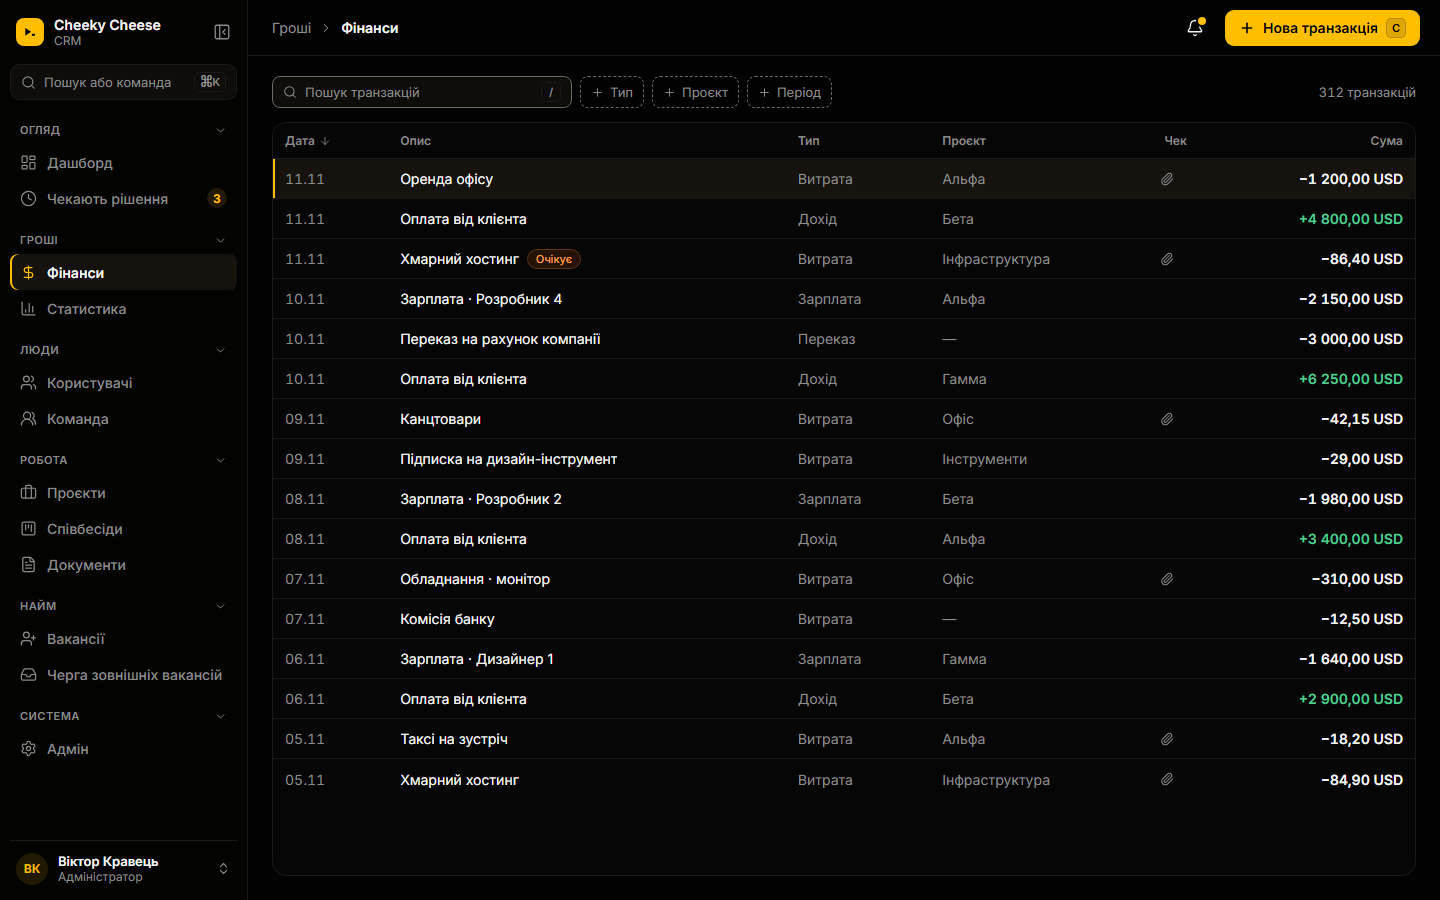 Cheeky Cheese
CRM
Пошук або команда ⌘K
ОГЛЯД
Дашборд
Чекають рішення 3
ГРОШІ
Фінанси
Статистика
ЛЮДИ
Користувачі
Команда
РОБОТА
Проєкти
Співбесіди
Документи
НАЙМ
Вакансії
Черга зовнішніх вакансій
СИСТЕМА
Адмін
ВК
Віктор Кравець
Адміністратор
Гроші > Фінанси
+ Нова транзакція C
Пошук транзакцій /
+ Тип
+ Проєкт
+ Період
312 транзакцій
Дата ↓ Опис Тип Проєкт Чек Сума
11.11 Оренда офісу Витрата Альфа −1 200,00 USD
11.11 Оплата від клієнта Дохід Бета +4 800,00 USD
11.11 Хмарний хостинг Очікує Витрата Інфраструктура −86,40 USD
10.11 Зарплата · Розробник 4 Зарплата Альфа −2 150,00 USD
10.11 Переказ на рахунок компанії Переказ — −3 000,00 USD
10.11 Оплата від клієнта Дохід Гамма +6 250,00 USD
09.11 Канцтовари Витрата Офіс −42,15 USD
09.11 Підписка на дизайн-інструмент Витрата Інструменти −29,00 USD
08.11 Зарплата · Розробник 2 Зарплата Бета −1 980,00 USD
08.11 Оплата від клієнта Дохід Альфа +3 400,00 USD
07.11 Обладнання · монітор Витрата Офіс −310,00 USD
07.11 Комісія банку Витрата — −12,50 USD
06.11 Зарплата · Дизайнер 1 Зарплата Гамма −1 640,00 USD
06.11 Оплата від клієнта Дохід Бета +2 900,00 USD
05.11 Таксі на зустріч Витрата Альфа −18,20 USD
05.11 Хмарний хостинг Витрата Інфраструктура −84,90 USD